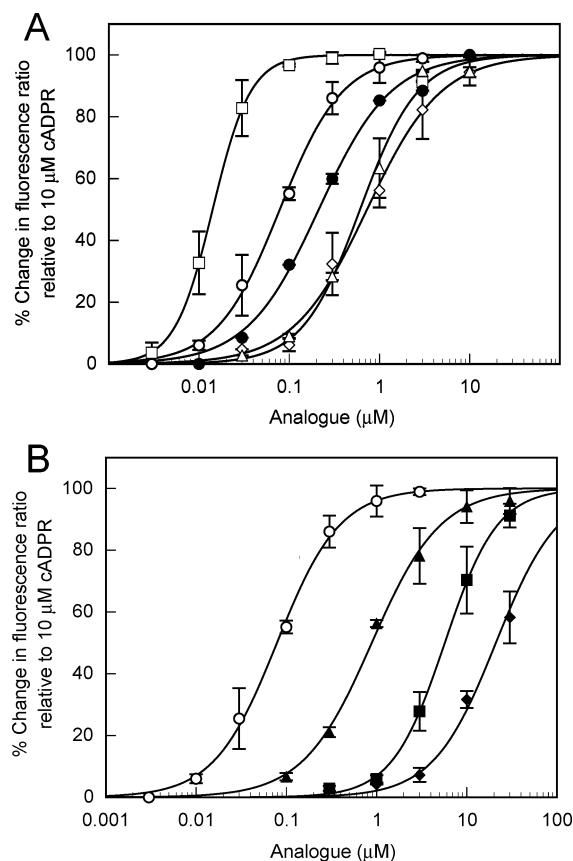 A
% Change in fluorescence ratio
relative to 10 μM cADPR
100
80
60
40
20
0
0.01
0.1
1
10
Analogue (μM)
B
% Change in fluorescence ratio
relative to 10 μM cADPR
100
80
60
40
20
0
0.001
0.01
0.1
1
10
100
Analogue (μM)